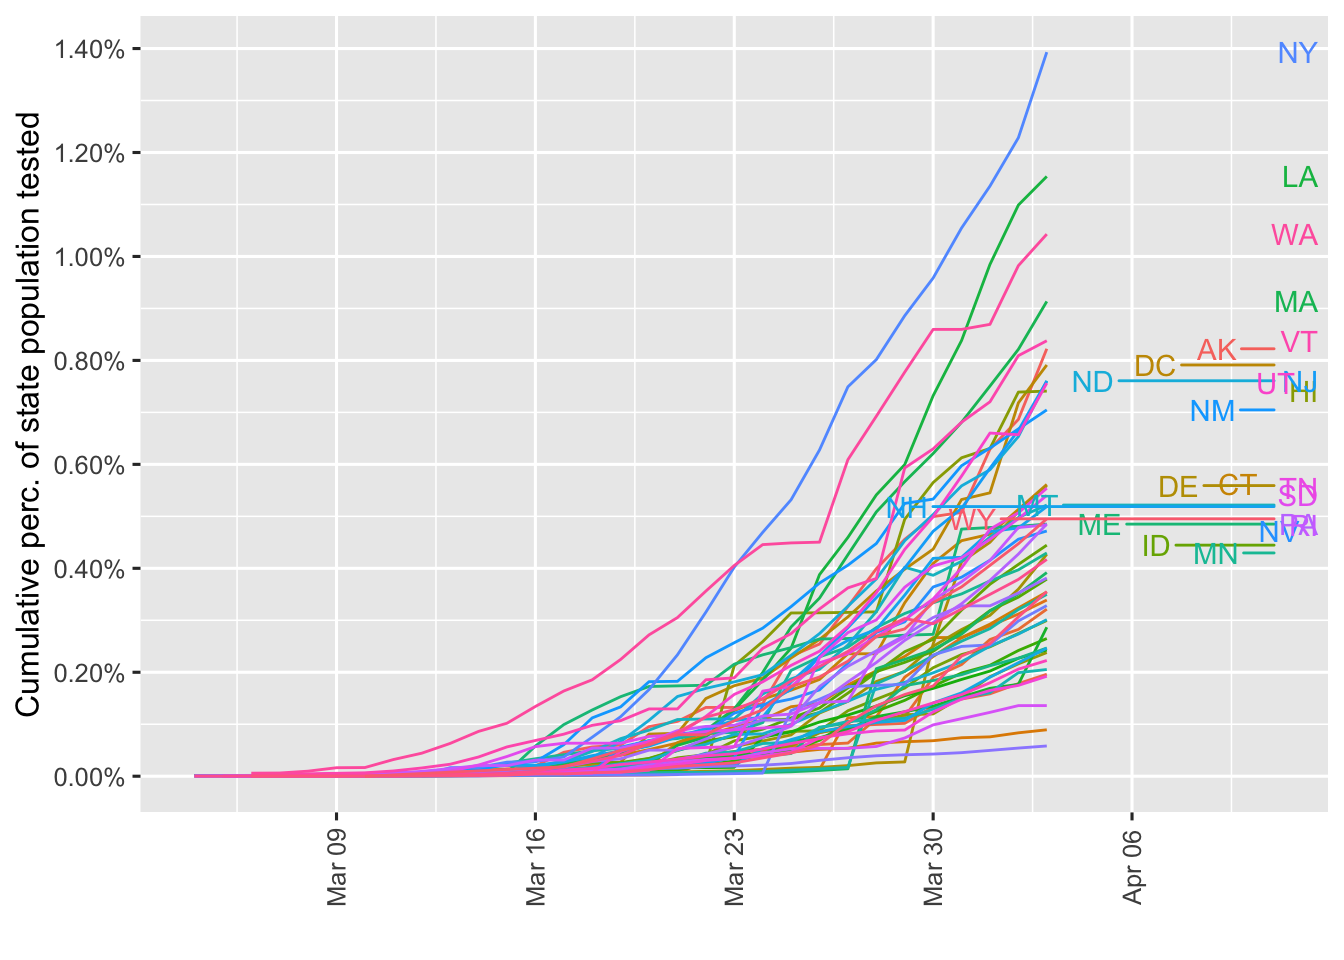 Cumulative perc. of state population tested
1.40%
1.20%
1.00%
0.80%
0.60%
0.40%
0.20%
0.00%
Mar 09
Mar 16
Mar 23
Mar 30
Apr 06
NY
LA
WA
MA
VT
AK
DC
ND
UT
NJ
HI
NM
DE
CT
TN
SD
NH
WY
MT
ME
NV
ID
MN